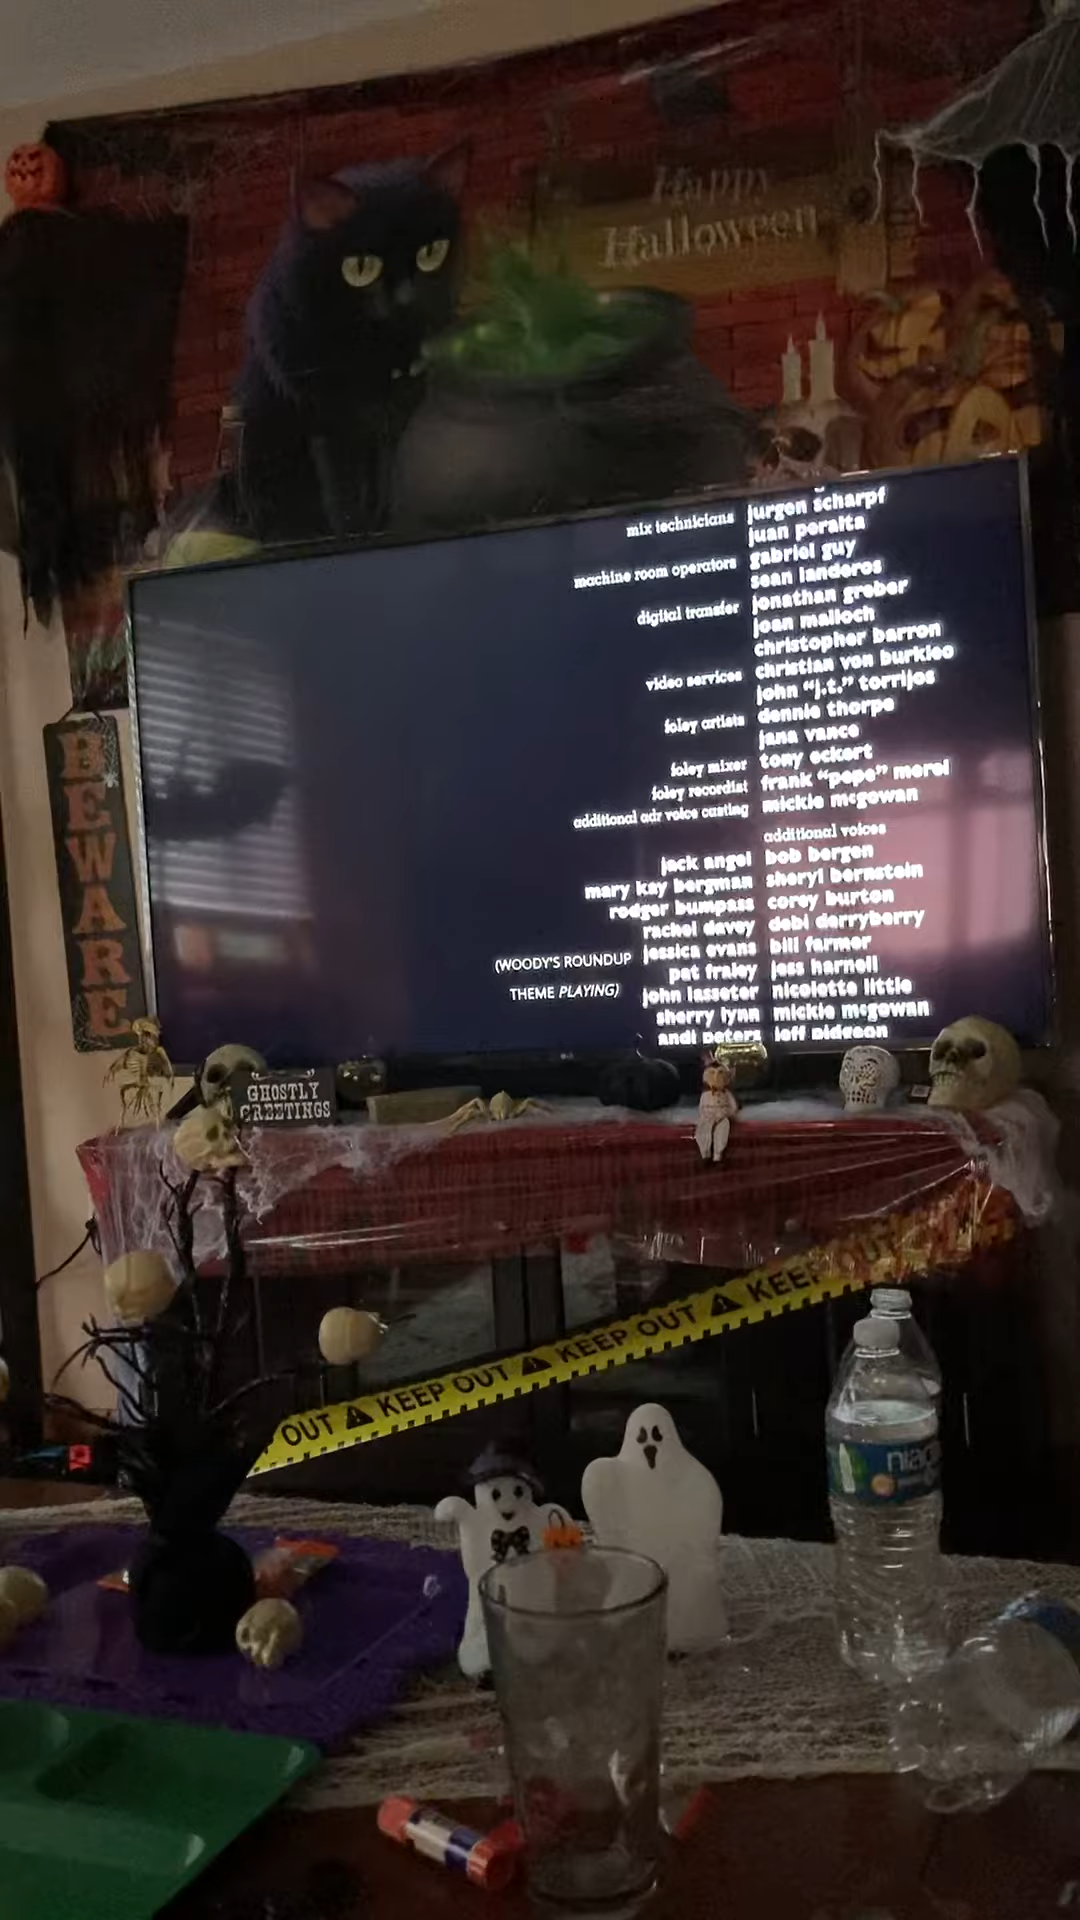 Happy
Halloween
mix technicians jurgen scharpf
juan peralta
machine room operators gabriel guy
sean landeros
digital transfer jonathan greber
joan malloch
christopher barron
video services christian von burkleo
john “j.t.” torrijos
foley artists dennie thorpe
jana vance
foley mixer tony eckert
foley recordist frank “pepe” merel
additional adr voice casting mickie mcgowan
additional voices
jack angel bob bergen
mary kay bergman sheryl bernstein
rodger bumpass corey burton
rachel davey debi derryberry
jessica evans bill farmer
pat fraley jess harnell
john lasseter nicolette little
sherry lynn mickie mcgowan
andi peters jeff pidgeon
(WOODY'S ROUNDUP
THEME PLAYING)
BEWARE
GHOSTLY
GREETINGS
OUT KEEP OUT KEEP OUT KEEP OUT
niag